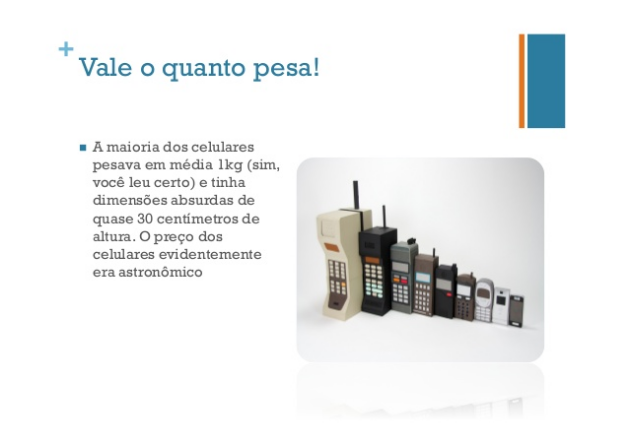 +
Vale o quanto pesa!
A maioria dos celulares
pesava em média 1kg (sim,
você leu certo) e tinha
dimensões absurdas de
quase 30 centímetros de
altura. O preço dos
celulares evidentemente
era astronômico